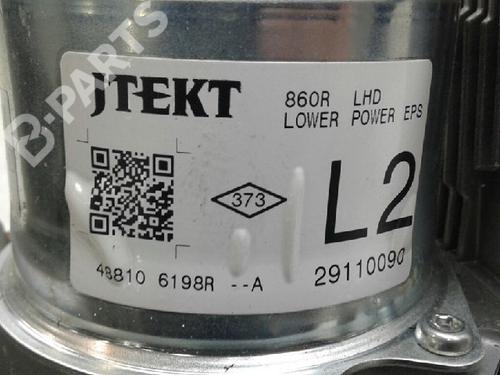 B-PARTS
JTEKT
860R LHD
LOWER POWER EPS
373
L2
48810 6198R --A
29110090